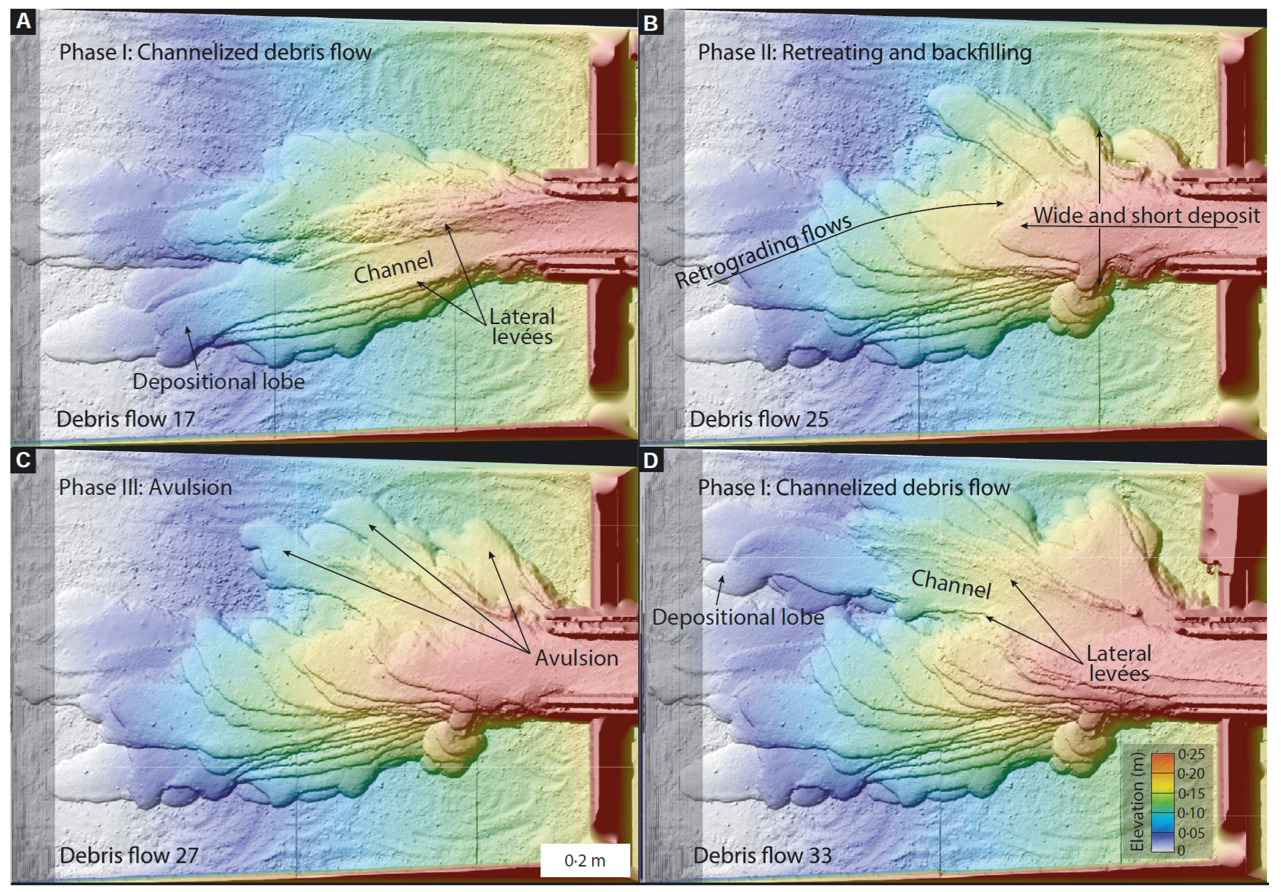 A
Phase I: Channelized debris flow
Channel
Lateral
levées
Depositional lobe
Debris flow 17
B
Phase II: Retreating and backfilling
Wide and short deposit
Retrograding flows
Debris flow 25
C
Phase III: Avulsion
Avulsion
Debris flow 27
0·2 m
D
Phase I: Channelized debris flow
Channel
Depositional lobe
Lateral
levées
Elevation (m)
0·25
0·20
0·15
0·10
0·05
0
Debris flow 33